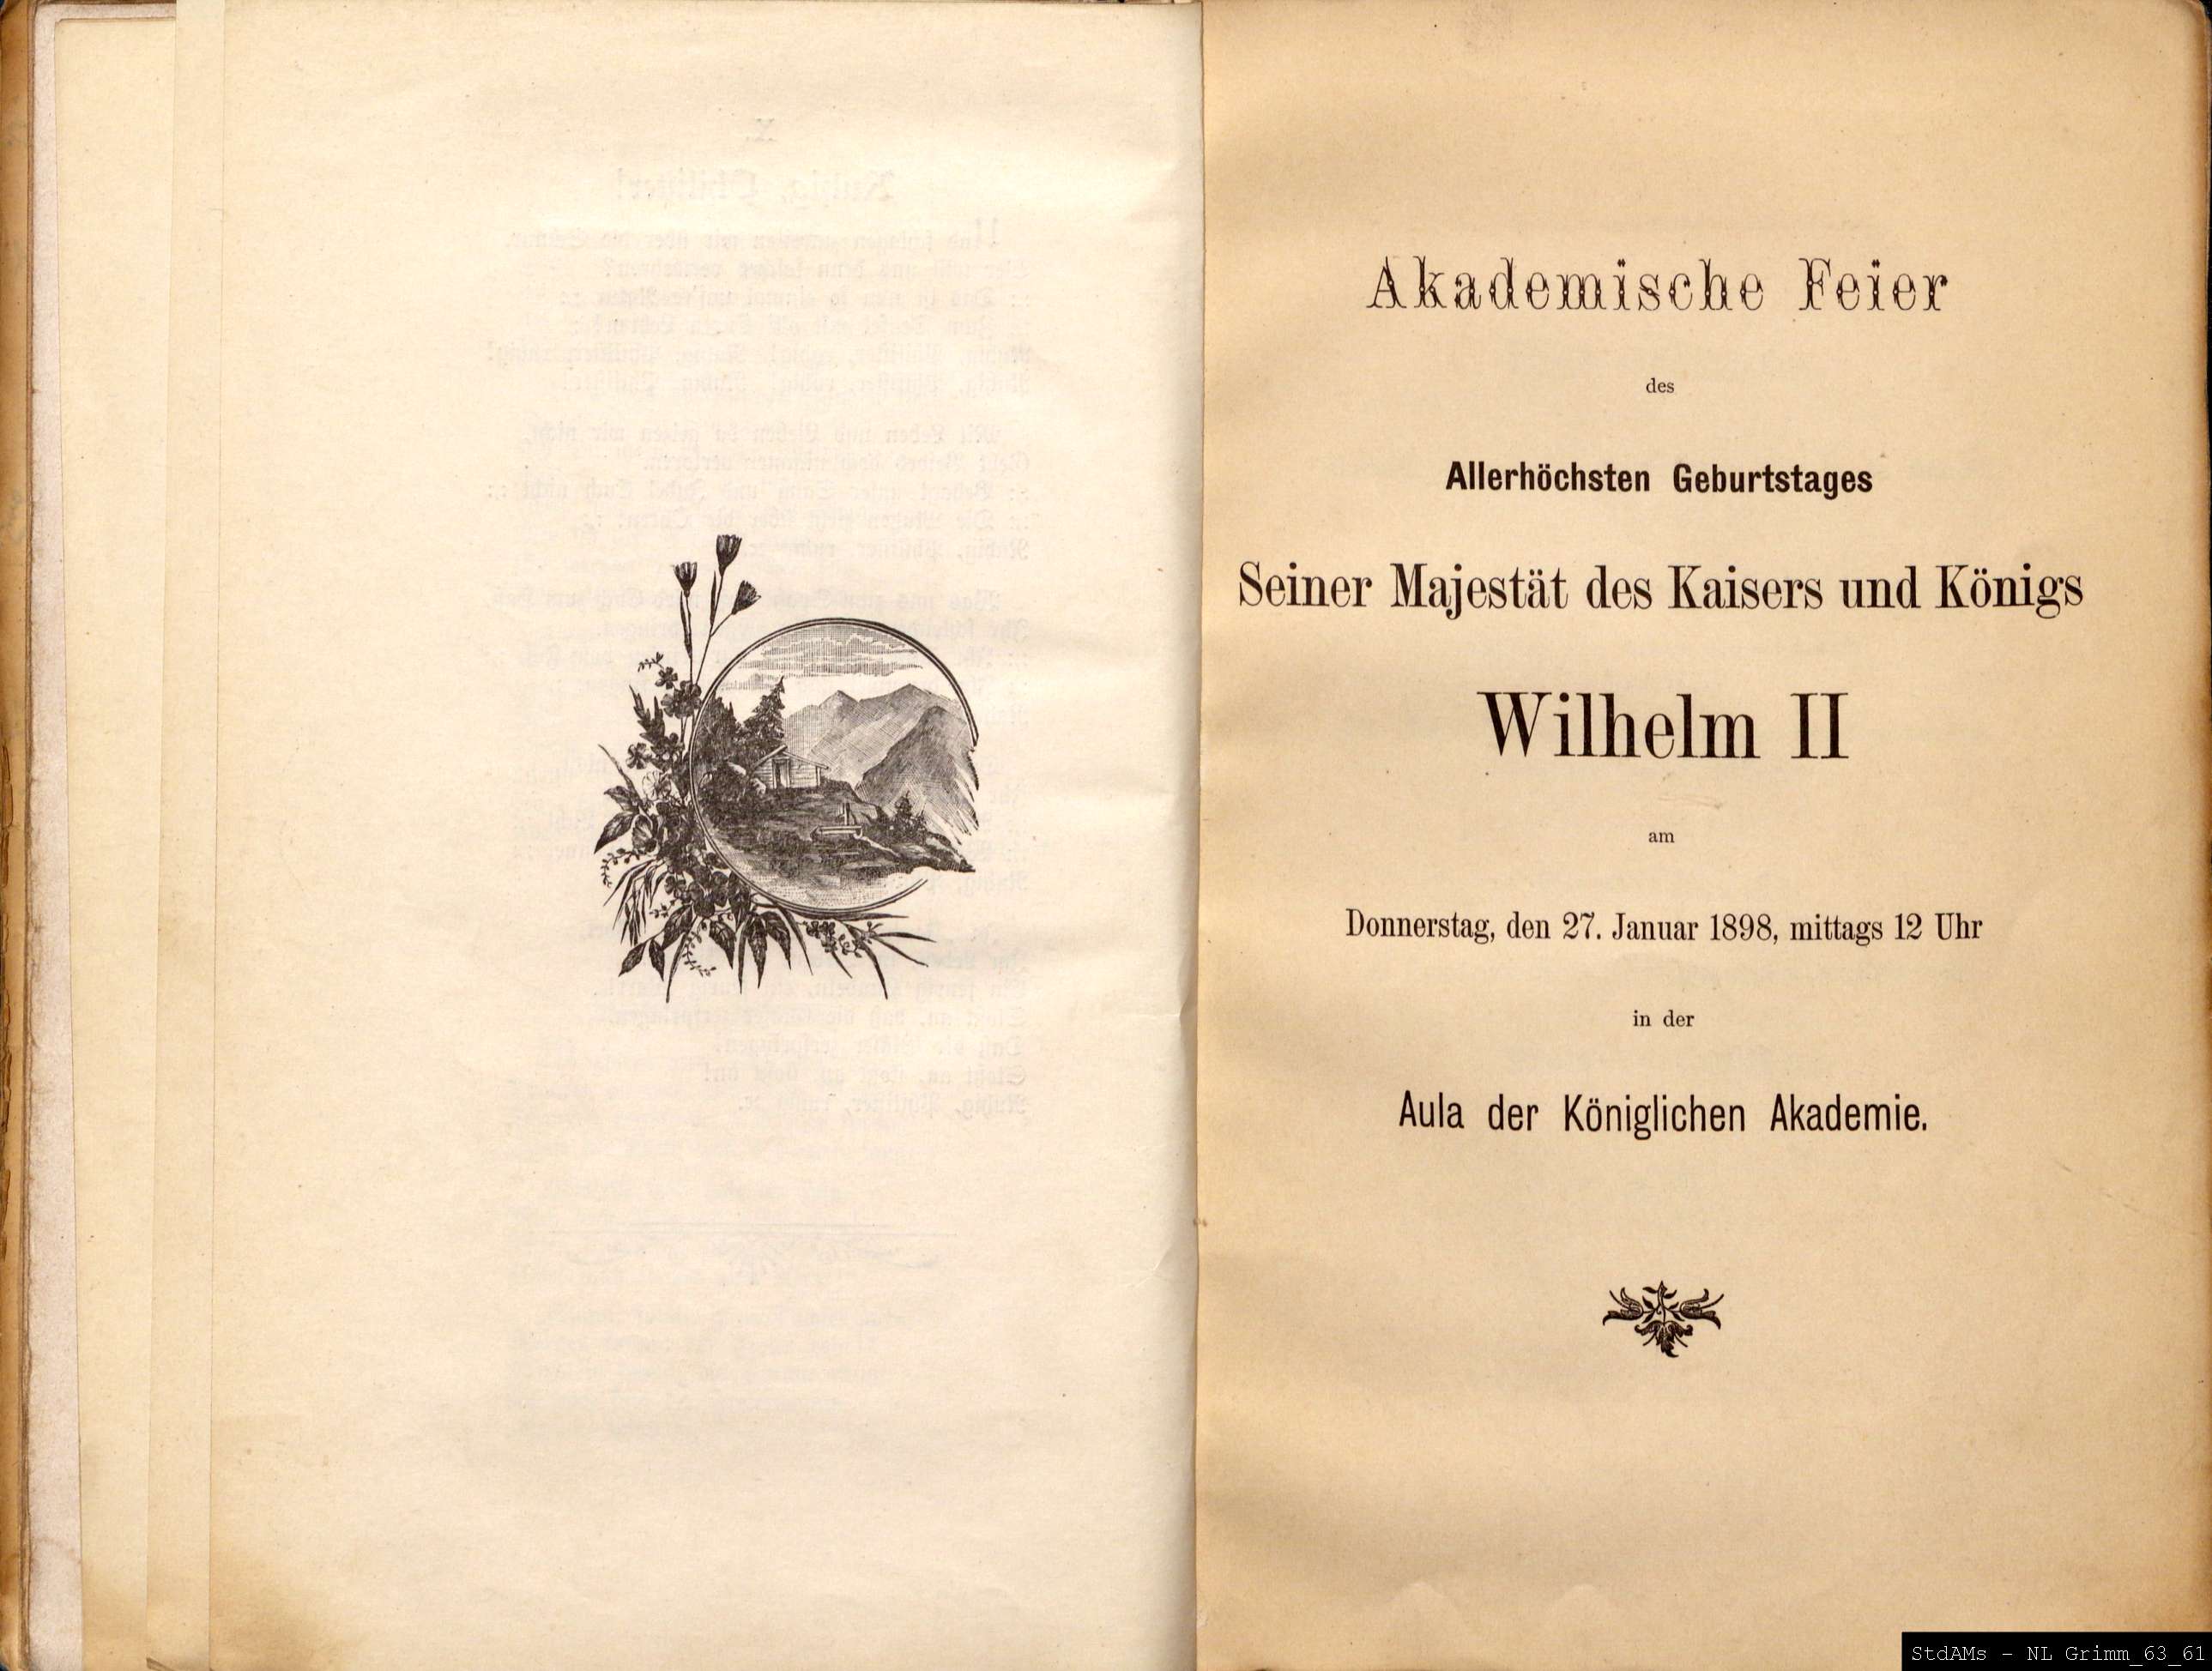 Akademische Feier
des
Allerhöchsten Geburtstages
Seiner Majestät des Kaisers und Königs
Wilhelm II
am
Donnerstag, den 27. Januar 1898, mittags 12 Uhr
in der
Aula der Königlichen Akademie.
StdAMs - NL Grimm_63_61